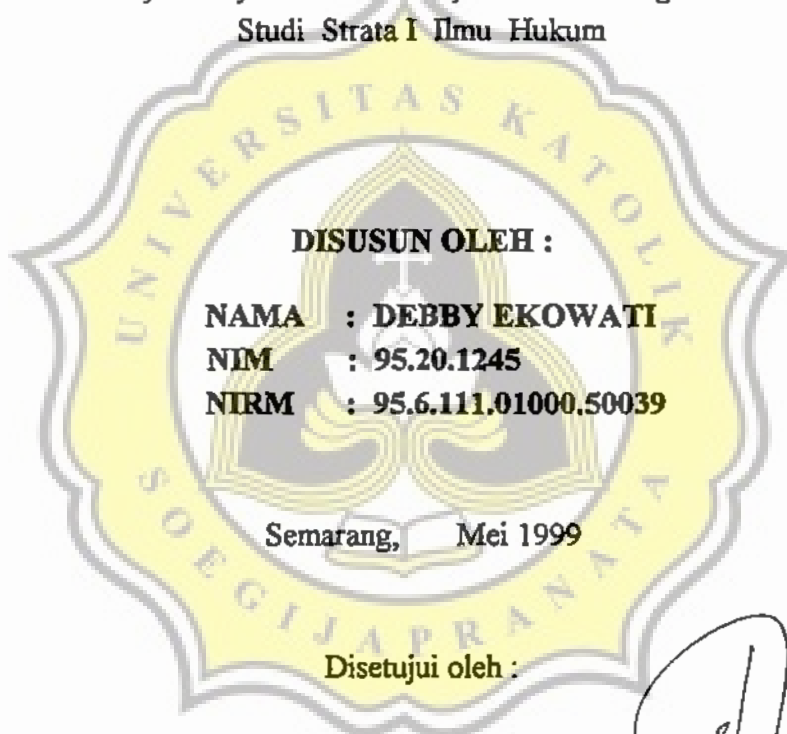 Studi Strata I Ilmu Hukum
UNIVERSITAS KATOLIK
DISUSUN OLEH :
NAMA : DEBBY EKOWATI
NIM : 95.20.1245
NIRM : 95.6.111.01000.50039
Semarang, Mei 1999
SOEGIJAPRANATA
Disetujui oleh :